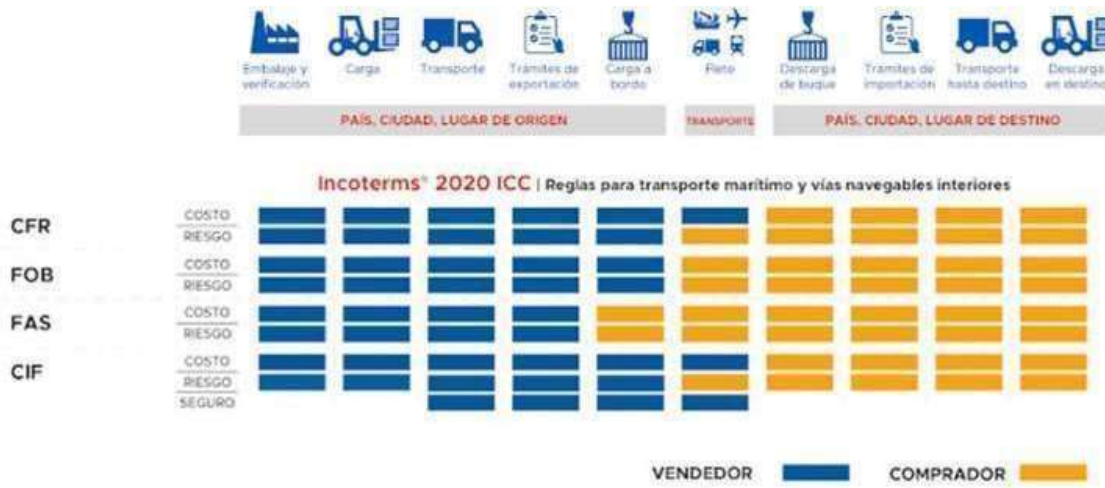 Embalaje y verificación
Carga
Transporte
Trámites de exportación
Carga a bordo
Flete
Descarga de buque
Trámites de importación
Transporte hasta destino
Descarga en destino
PAÍS, CIUDAD, LUGAR DE ORIGEN
TRANSPORTE
PAÍS, CIUDAD, LUGAR DE DESTINO
Incoterms® 2020 ICC | Reglas para transporte marítimo y vías navegables interiores
CFR
COSTO
RIESGO
FOB
COSTO
RIESGO
FAS
COSTO
RIESGO
CIF
COSTO
RIESGO
SEGURO
VENDEDOR
COMPRADOR